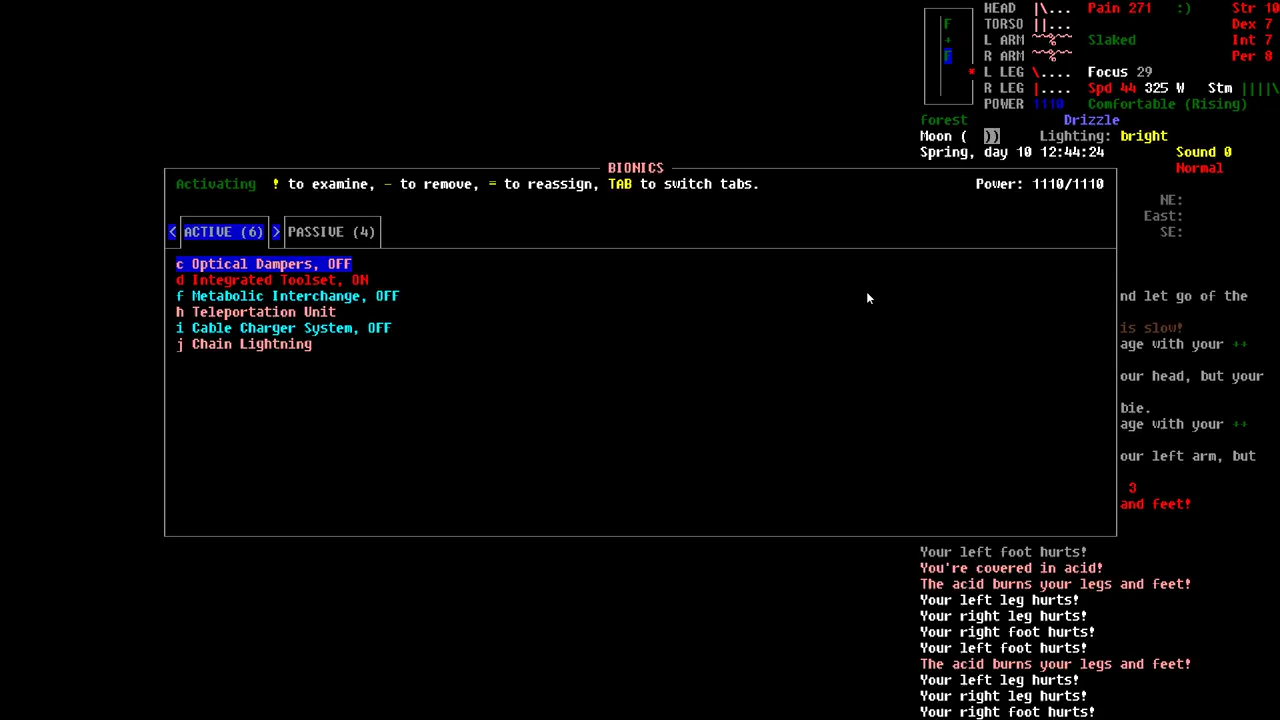 HEAD |\... Pain 271 :) Str 10
F TORSO ||... Dex 7
+ L ARM ~~%~~ Slaked Int 7
F R ARM ~~%~~ Per 8
* L LEG \.... Focus 29
R LEG |.... Spd 44 325 W Stm ||||\
POWER 1110 Comfortable (Rising)
forest Drizzle
Moon ( )) Lighting: bright
Spring, day 10 12:44:24 Sound 0
BIONICS Normal
Activating ! to examine, - to remove, = to reassign, TAB to switch tabs. Power: 1110/1110
NE:
East:
< ACTIVE (6) > PASSIVE (4) SE:
c Optical Dampers, OFF
d Integrated Toolset, ON
f Metabolic Interchange, OFF nd let go of the
h Teleportation Unit
i Cable Charger System, OFF is slow!
j Chain Lightning age with your ++
our head, but your
bie.
age with your ++
our left arm, but
3
and feet!
Your left foot hurts!
You're covered in acid!
The acid burns your legs and feet!
Your left leg hurts!
Your right leg hurts!
Your right foot hurts!
Your left foot hurts!
The acid burns your legs and feet!
Your left leg hurts!
Your right leg hurts!
Your right foot hurts!